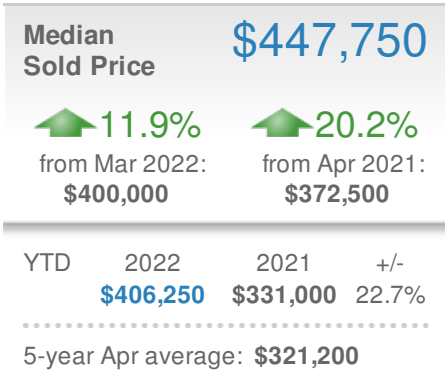 Median $447,750
Sold Price
11.9% 20.2%
from Mar 2022: from Apr 2021:
$400,000 $372,500
YTD 2022 2021 +/-
$406,250 $331,000 22.7%
5-year Apr average: $321,200